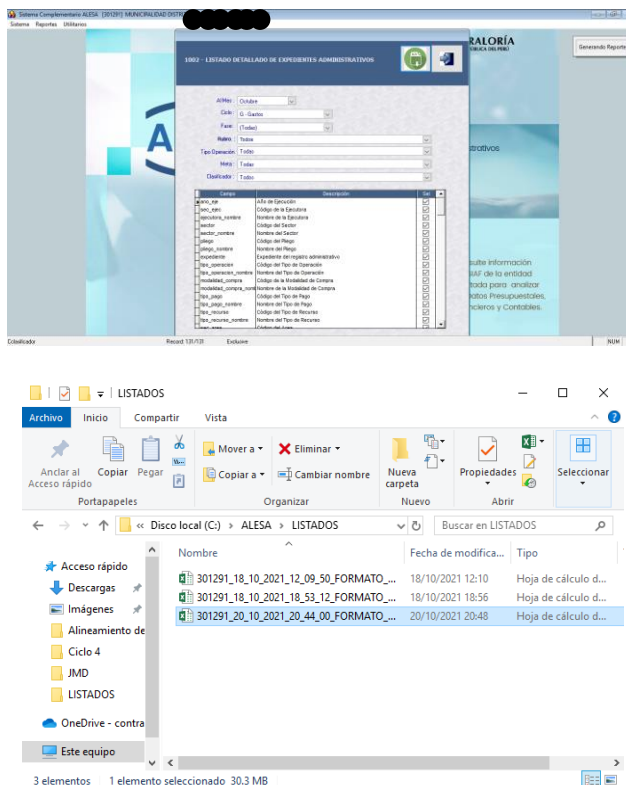 Sistema Complementario ALESA [301291] MUNICIPALIDAD DISTR
Sistema Reportes Utilitarios
RALORÍA
Generando Reporte
1002 - LISTADO DETALLADO DE EXPEDIENTES ADMINISTRATIVOS
A
Al Mes : Octubre
Ciclo : G -Gastos
Fase : (Todas)
Rubro : Todos
Tipo Operación : Todas
Meta : Todas
Clasificador : Todos
Campo Descripción Sel
ano_eje Año de Ejecución
sec_ejec Código de la Ejecutora
ejecutora_nombre Nombre de la Ejecutora
sector Código del Sector
sector_nombre Nombre del Sector
pliego Código del Pliego
pliego_nombre Nombre del Pliego
expediente Expediente del registro administrativo
tipo_operacion Código del Tipo de Operación
tipo_operacion_nombre Nombre del Tipo de Operación
modalidad_compra Código de la Modalidad de Compra
modalidad_compra_nom Nombre de la Modalidad de Compra
tipo_pago Código del Tipo de Pago
tipo_pago_nombre Nombre del Tipo de Pago
tipo_recurso Código del Tipo de Recurso
tipo_recurso_nombre Nombre del Tipo de Recurso
strativos
sulte información
IAF de la entidad
tada para analizar
datos Presupuestales,
ncieros y Contables.
Clasificador Record: 131/131 Exclusive NUM
LISTADOS
Archivo Inicio Compartir Vista
Anclar al Acceso rápido
Copiar Pegar
Mover a Eliminar
Copiar a Cambiar nombre
Nueva carpeta
Propiedades
Seleccionar
Portapapeles Organizar Nuevo Abrir
« Disco local (C:) > ALESA > LISTADOS
Buscar en LISTADOS
Nombre Fecha de modifica... Tipo
Acceso rápido
Descargas
Imágenes
Alineamiento de
Ciclo 4
JMD
LISTADOS
OneDrive - contra
Este equipo
301291_18_10_2021_12_09_50_FORMATO_... 18/10/2021 12:10 Hoja de cálculo d...
301291_18_10_2021_18_53_12_FORMATO_... 18/10/2021 18:56 Hoja de cálculo d...
301291_20_10_2021_20_44_00_FORMATO_... 20/10/2021 20:48 Hoja de cálculo d...
3 elementos 1 elemento seleccionado 30.3 MB